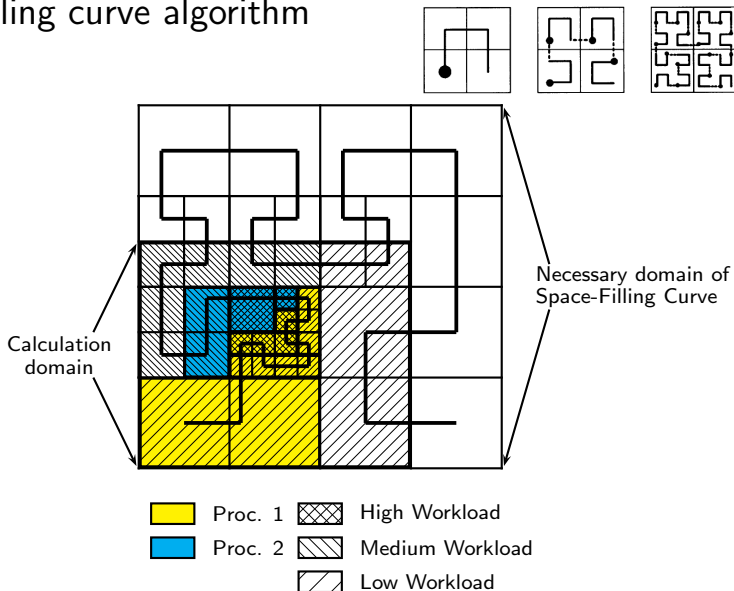 ling curve algorithm
Necessary domain of
Space-Filling Curve
Calculation
domain
Proc. 1
High Workload
Proc. 2
Medium Workload
Low Workload